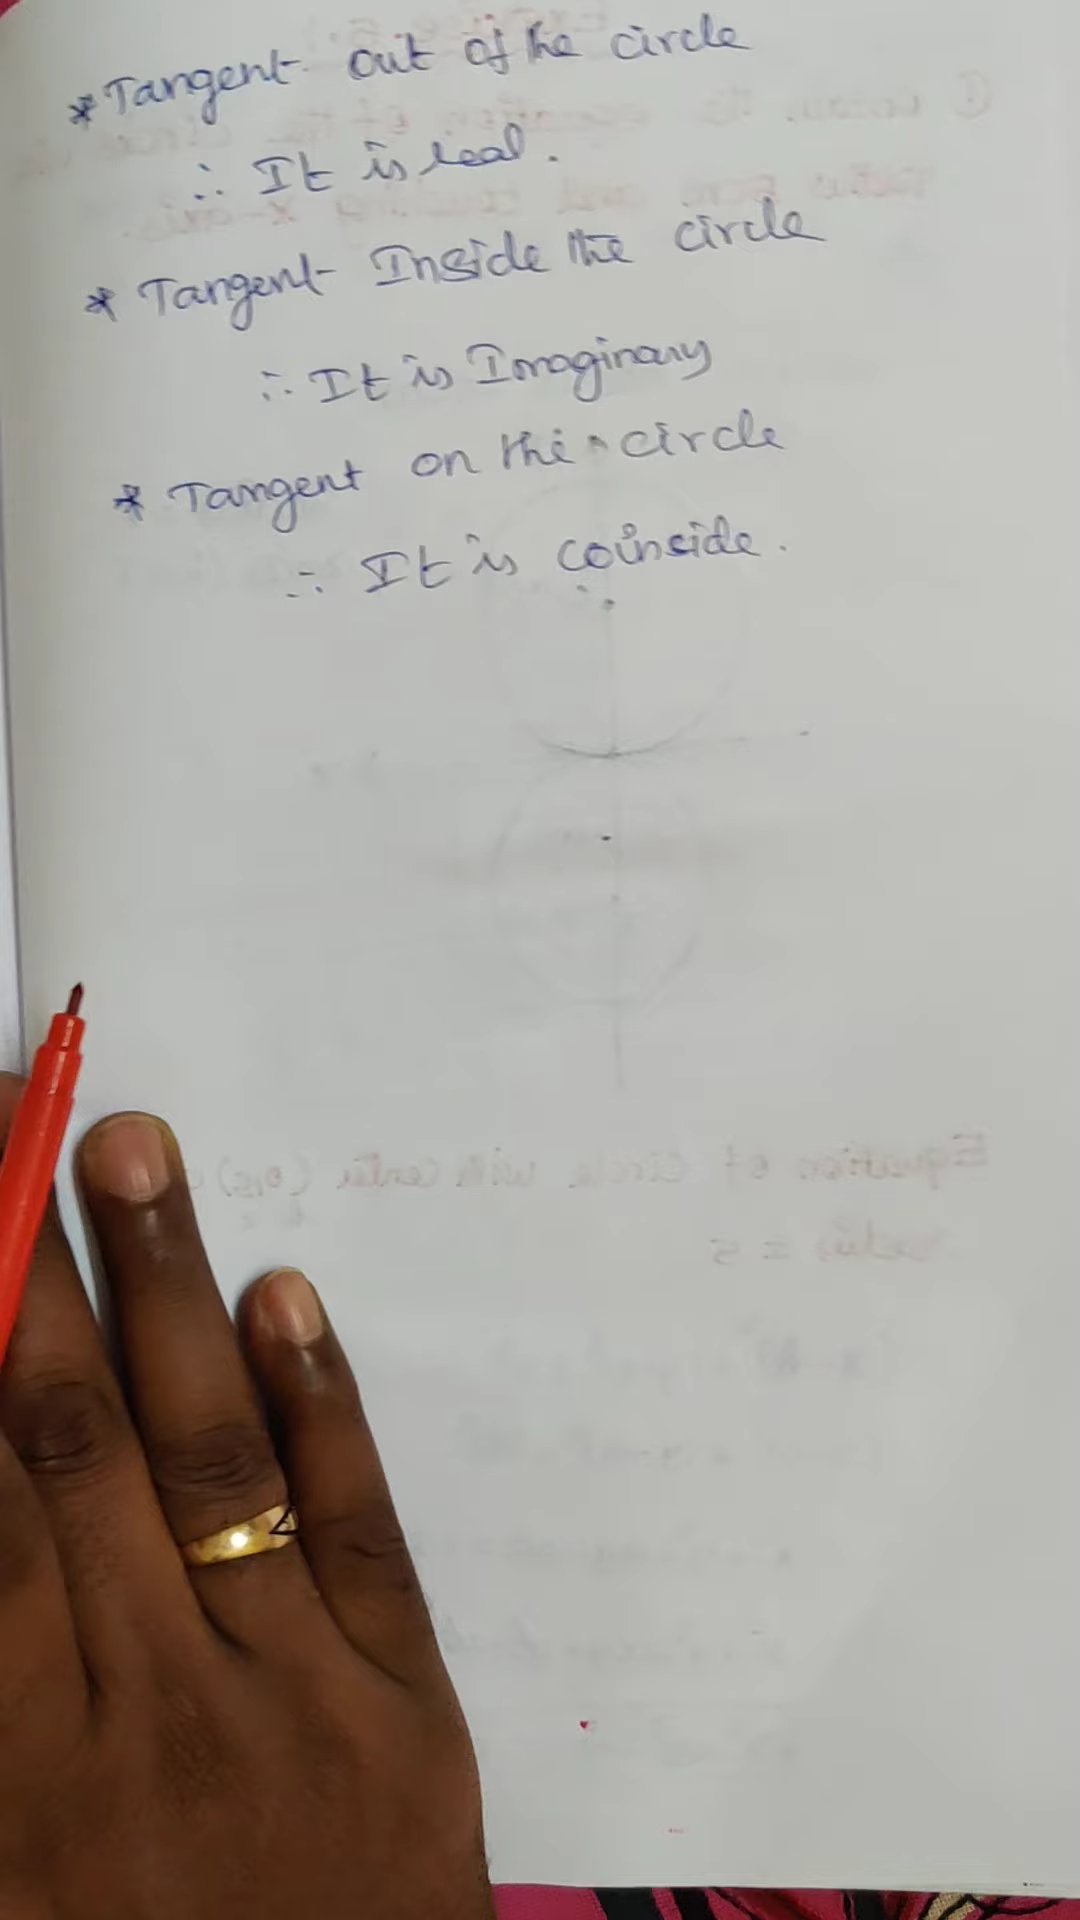 * Tangent out of the circle
∴ It is real.
* Tangent Inside the circle
∴ It is Imaginary
* Tangent on the circle
∴ It is coinside.